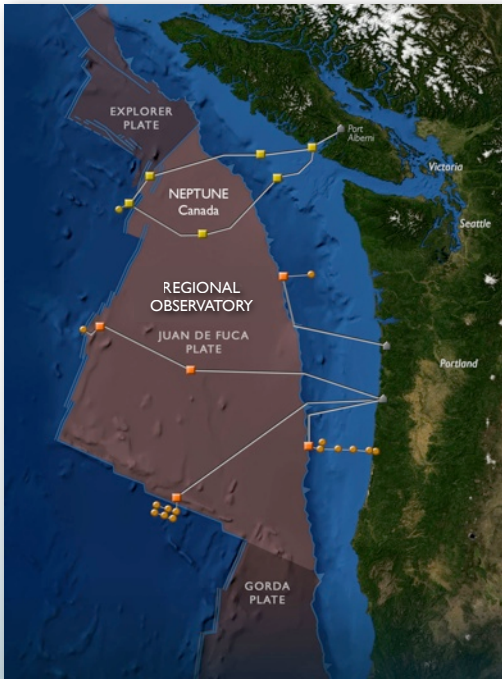 EXPLORER
PLATE
Port
Alberni
Victoria
NEPTUNE
Canada
Seattle
REGIONAL
OBSERVATORY
JUAN DE FUCA
PLATE
Portland
GORDA
PLATE